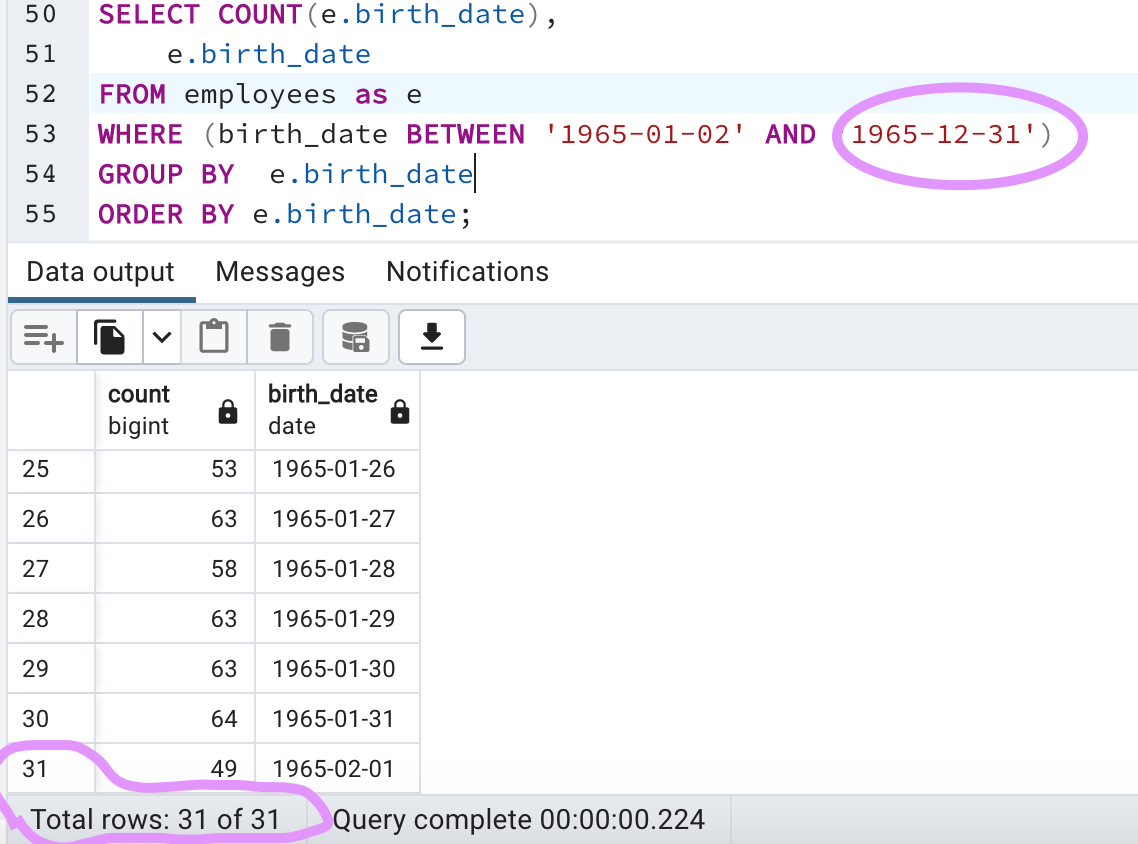 50 SELECT COUNT(e.birth_date),
51 e.birth_date
52 FROM employees as e
53 WHERE (birth_date BETWEEN '1965-01-02' AND '1965-12-31')
54 GROUP BY e.birth_date
55 ORDER BY e.birth_date;
Data output Messages Notifications
count birth_date
bigint date
25 53 1965-01-26
26 63 1965-01-27
27 58 1965-01-28
28 63 1965-01-29
29 63 1965-01-30
30 64 1965-01-31
31 49 1965-02-01
Total rows: 31 of 31 Query complete 00:00:00.224